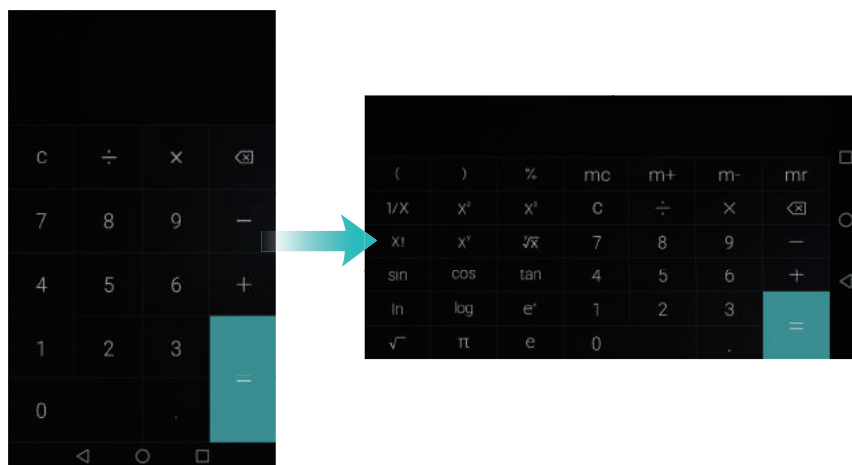 C ÷ × ⌫
7 8 9 −
4 5 6 +
1 2 3 =
0 .
( ) % mc m+ m- mr
1/X X² X³ C ÷ × ⌫
X! Xʸ ʸ√x 7 8 9 −
sin cos tan 4 5 6 +
ln log eˣ 1 2 3 =
√ π e 0 .